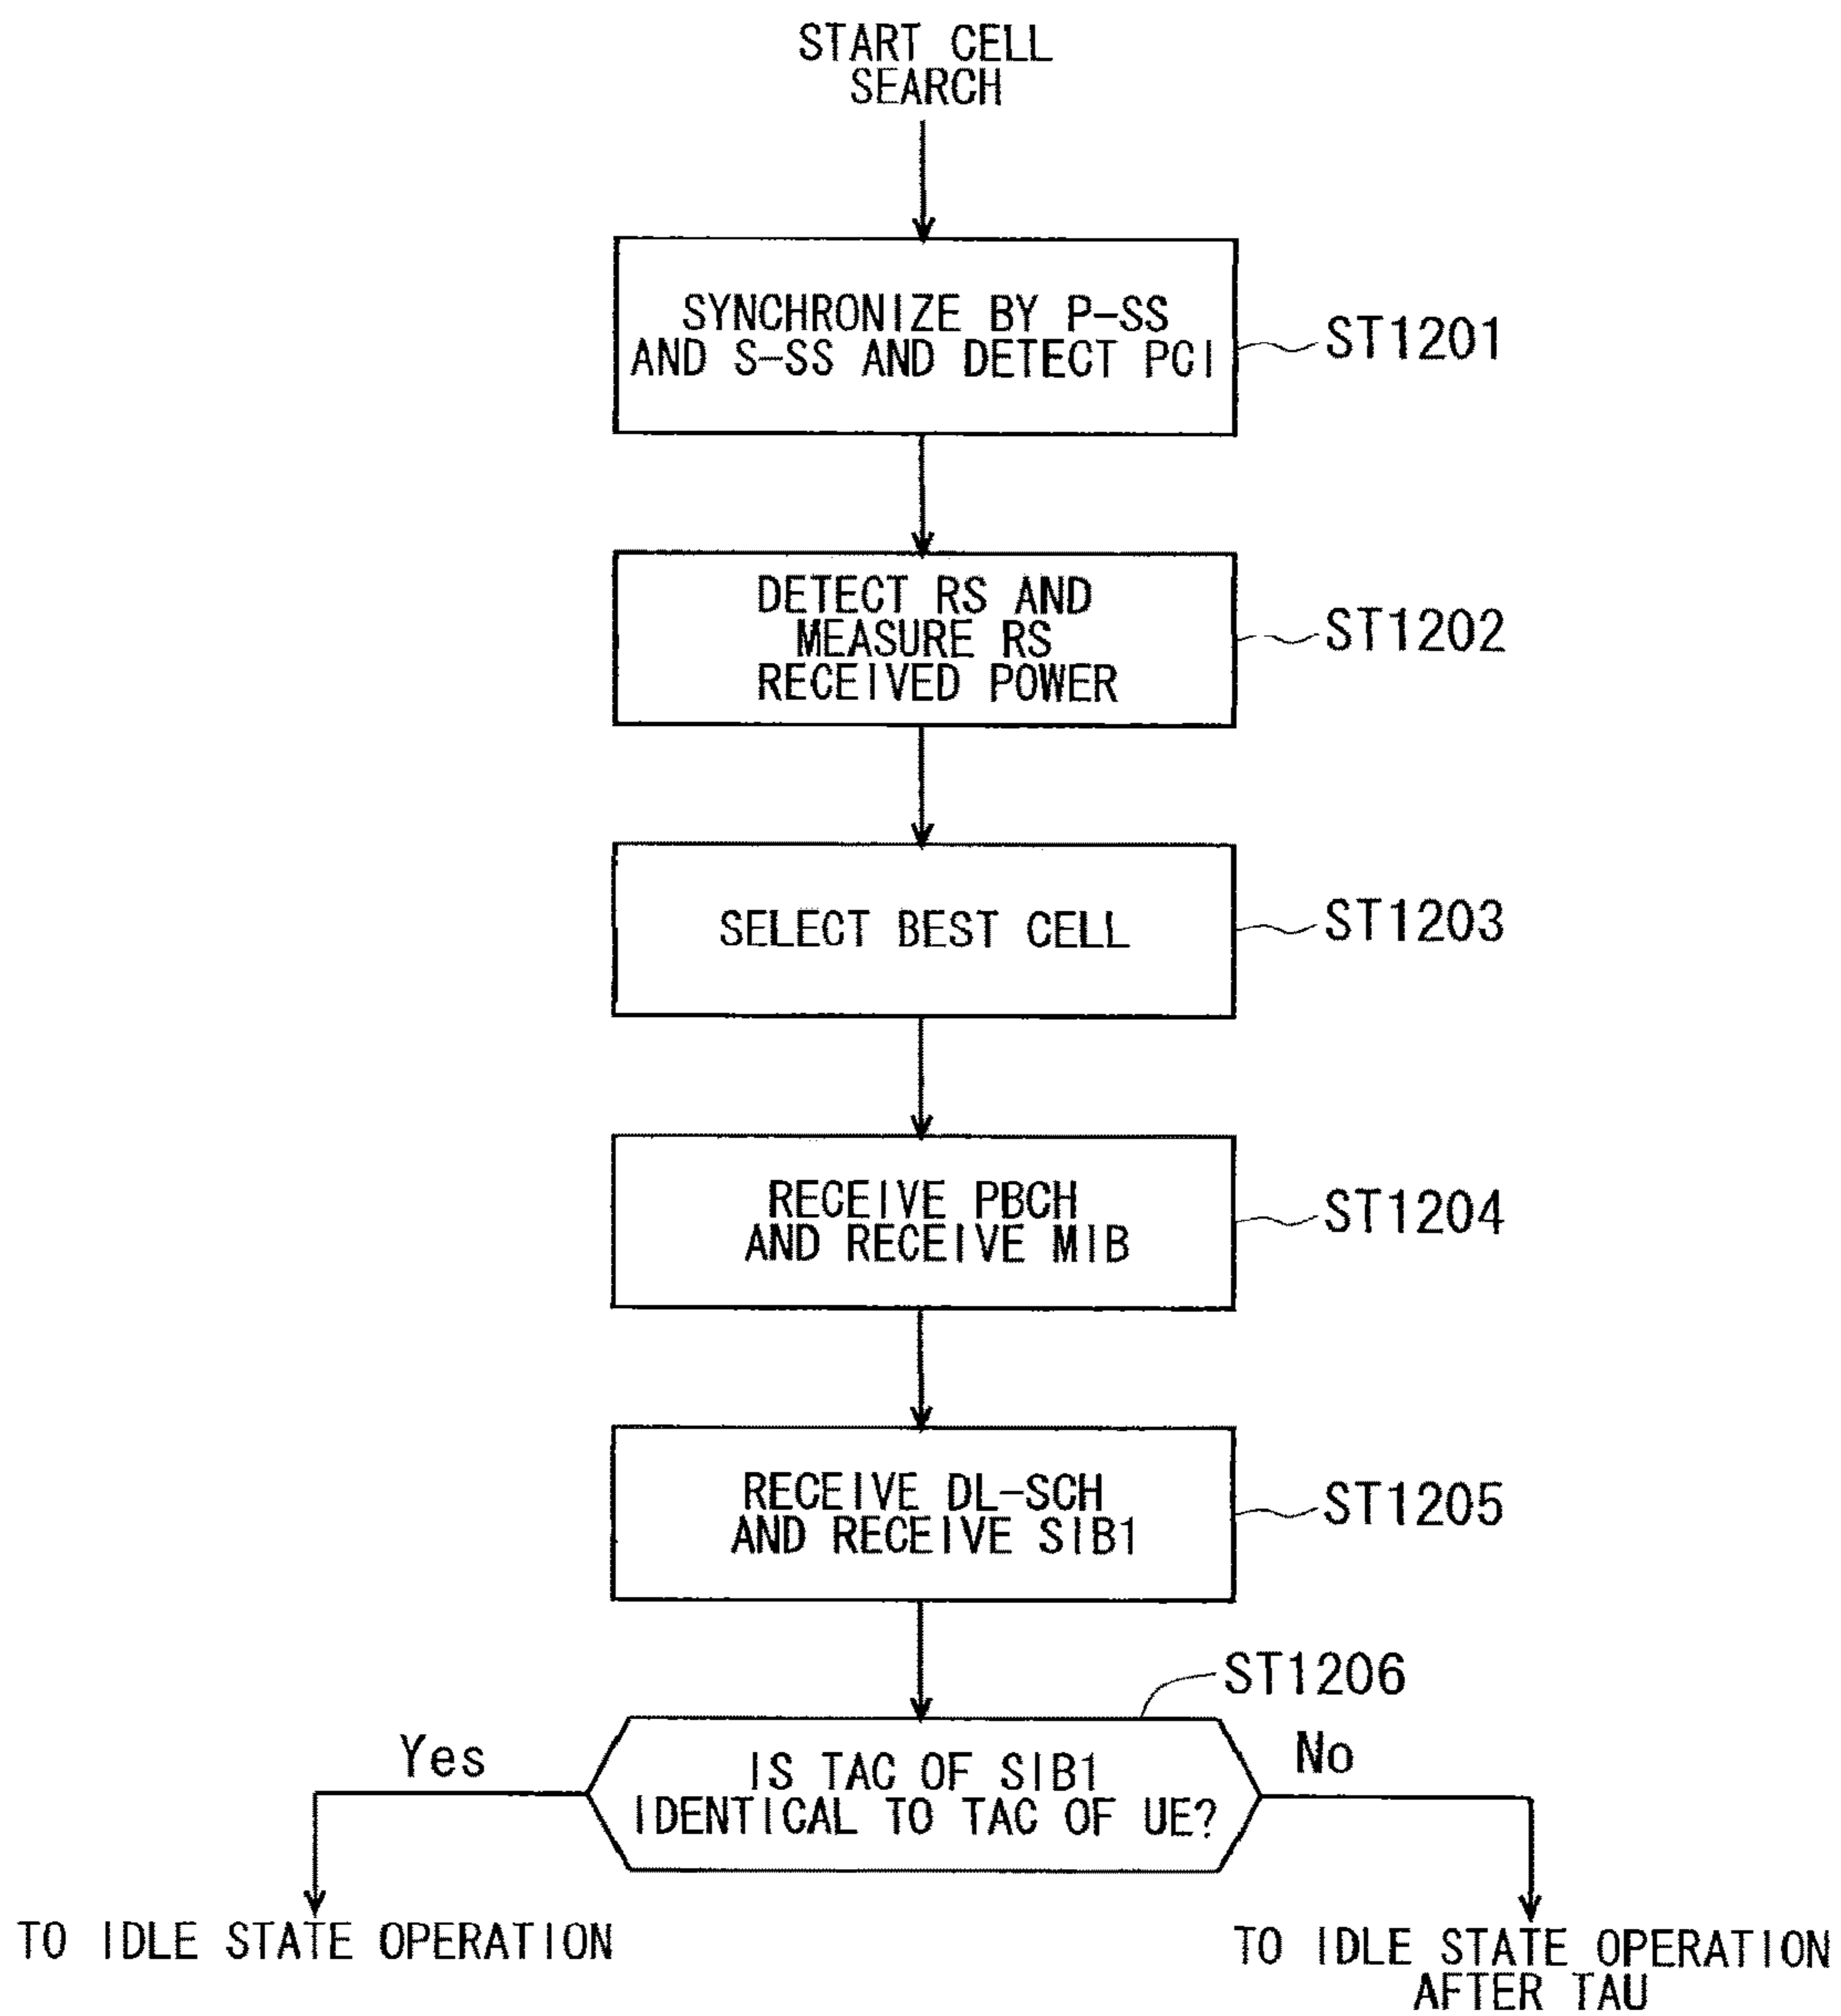 START CELL
SEARCH
SYNCHRONIZE BY P-SS
AND S-SS AND DETECT PCI
ST1201
DETECT RS AND
MEASURE RS
RECEIVED POWER
ST1202
SELECT BEST CELL
ST1203
RECEIVE PBCH
AND RECEIVE MIB
ST1204
RECEIVE DL-SCH
AND RECEIVE SIB1
ST1205
ST1206
Yes
IS TAC OF SIB1
IDENTICAL TO TAC OF UE?
No
TO IDLE STATE OPERATION
TO IDLE STATE OPERATION
AFTER TAU